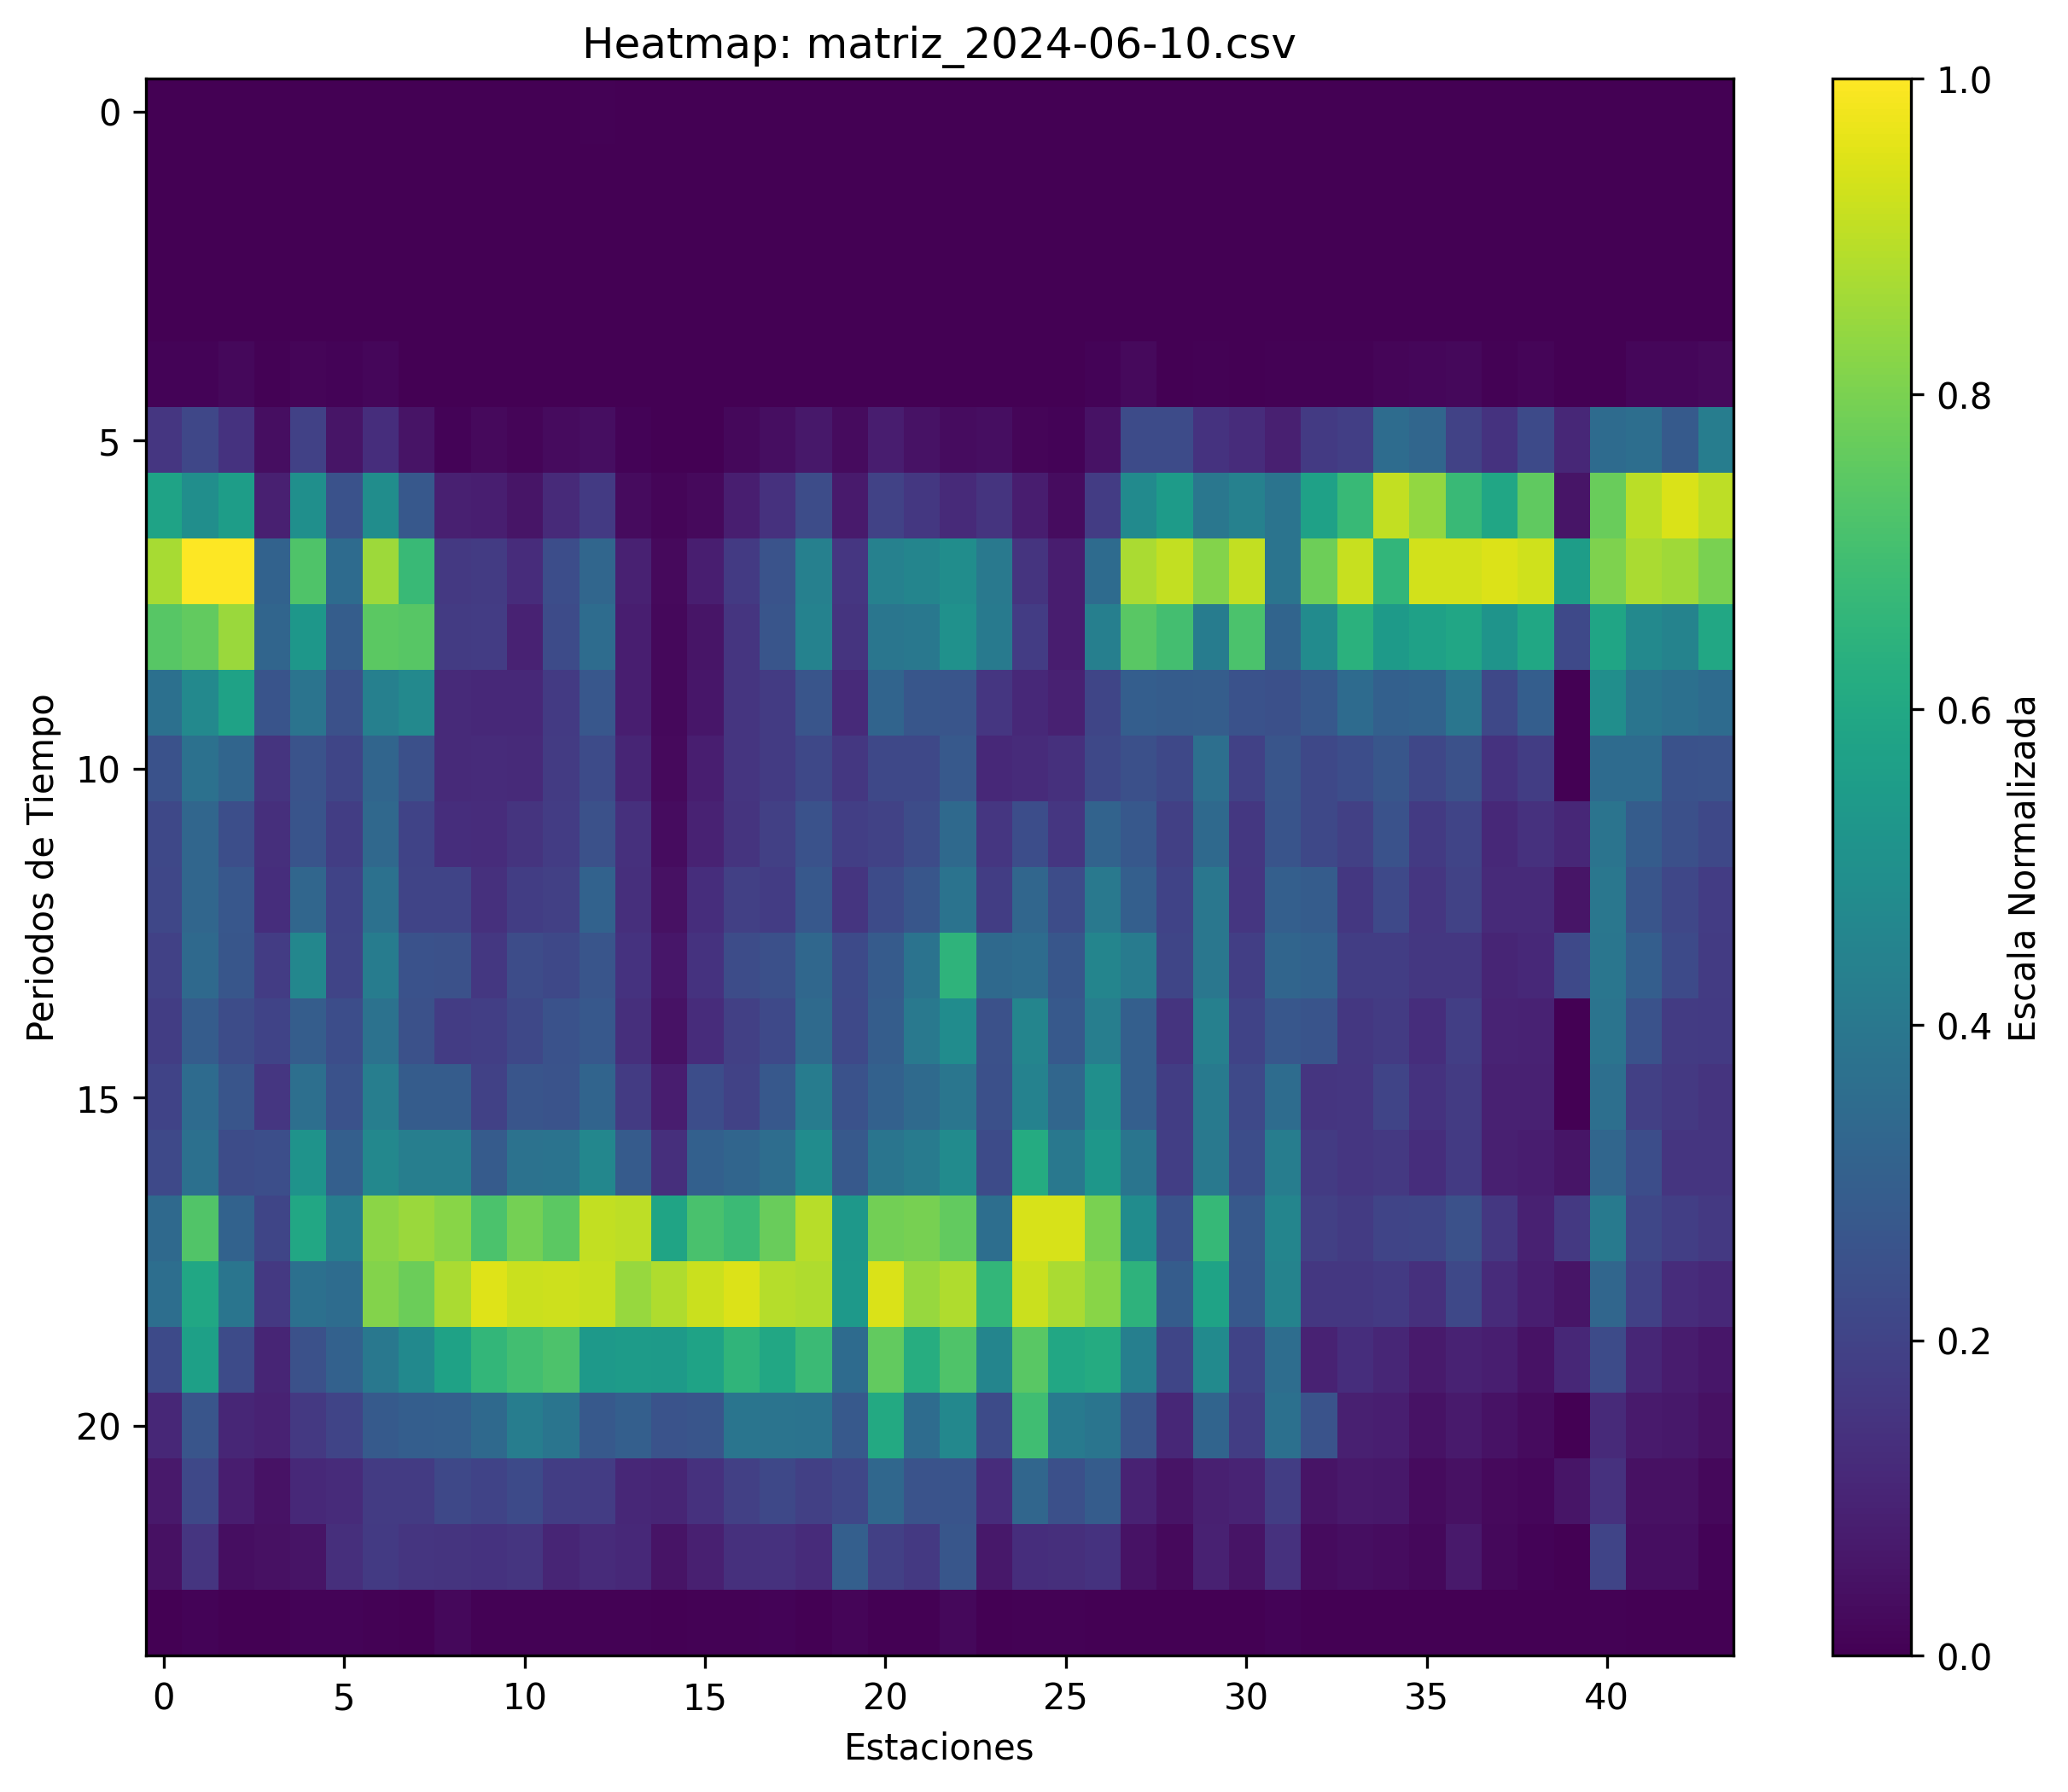 Heatmap: matriz_2024-06-10.csv
Periodos de Tiempo
0
5
10
15
20
0 5 10 15 20 25 30 35 40
Estaciones
1.0
0.8
0.6
0.4
0.2
0.0
Escala Normalizada